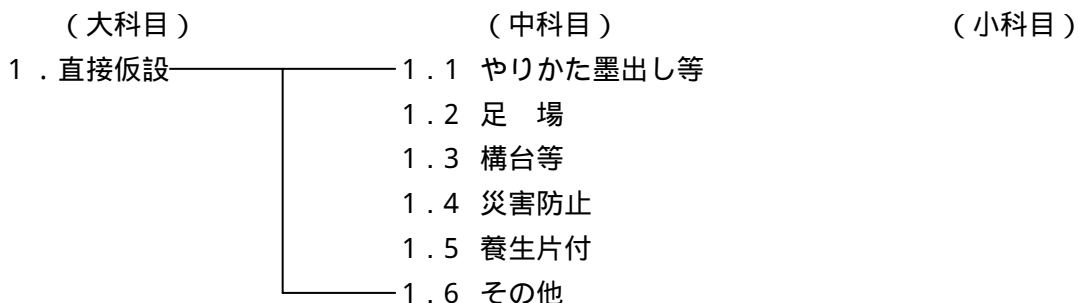 （大科目） （中科目） （小科目）
１．直接仮設 １.１ やりかた墨出し等
１.２ 足　場
１.３ 構台等
１.４ 災害防止
１.５ 養生片付
１.６ その他